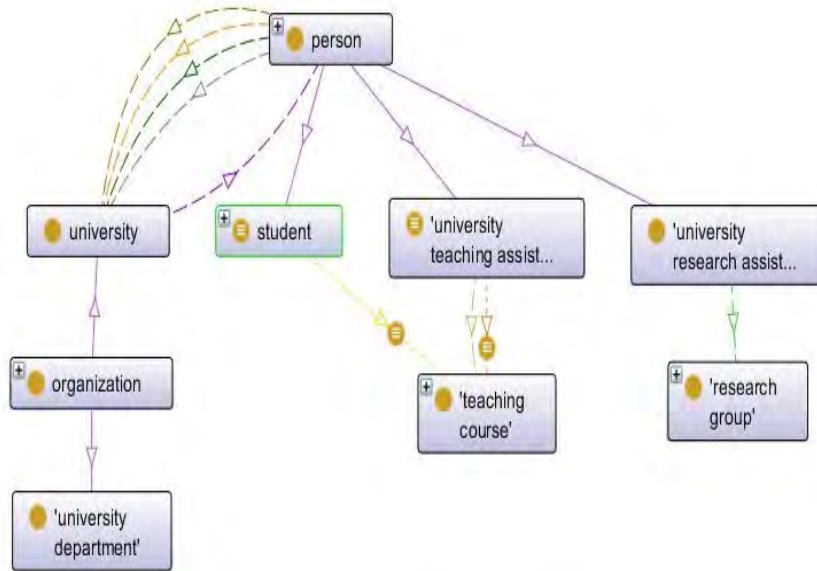 person
university
student
'university
teaching assist...
'university
research assist...
organization
'teaching
course'
'research
group'
'university
department'